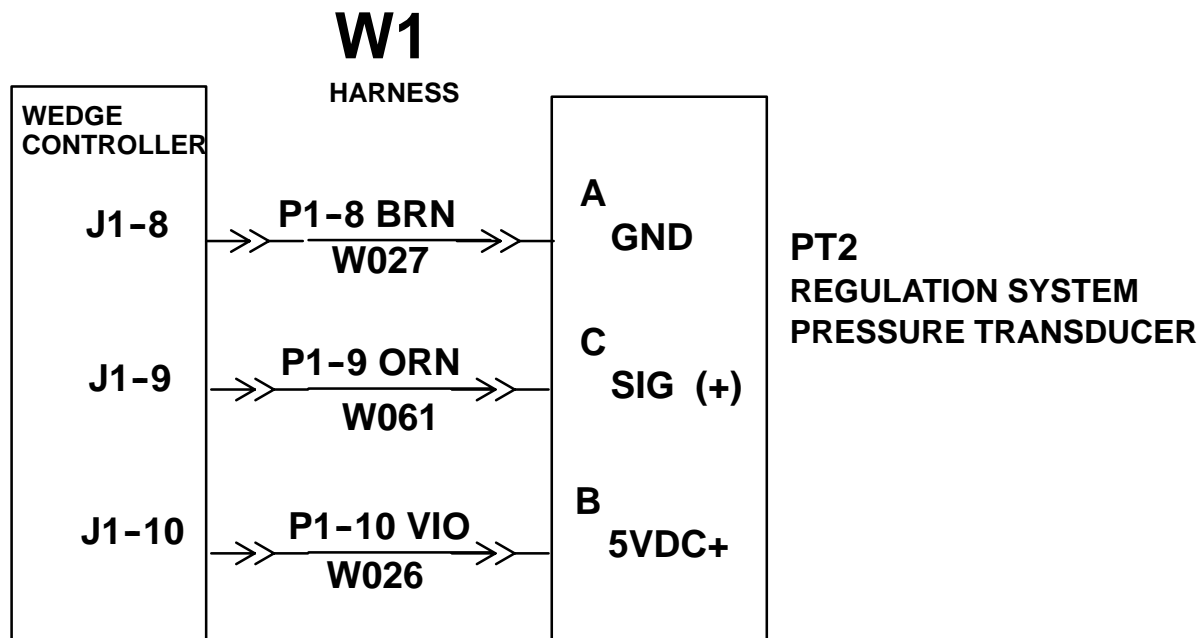 W1
HARNESS
WEDGE
CONTROLLER
J1-8
P1-8 BRN
W027
A
GND
J1-9
P1-9 ORN
W061
C
SIG (+)
J1-10
P1-10 VIO
W026
B
5VDC+
PT2
REGULATION SYSTEM
PRESSURE TRANSDUCER